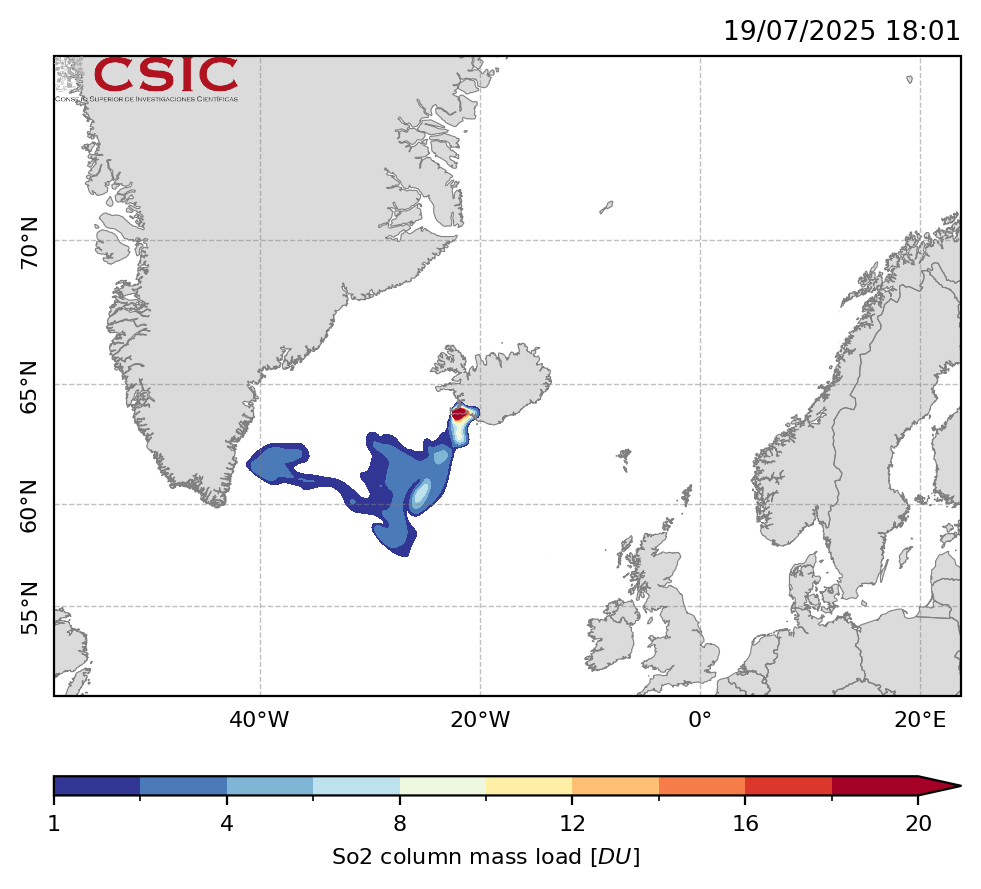 19/07/2025 18:01
CSIC
CONSEJO SUPERIOR DE INVESTIGACIONES CIENTÍFICAS
70°N
65°N
60°N
55°N
40°W 20°W 0° 20°E
1 4 8 12 16 20
So2 column mass load [DU]